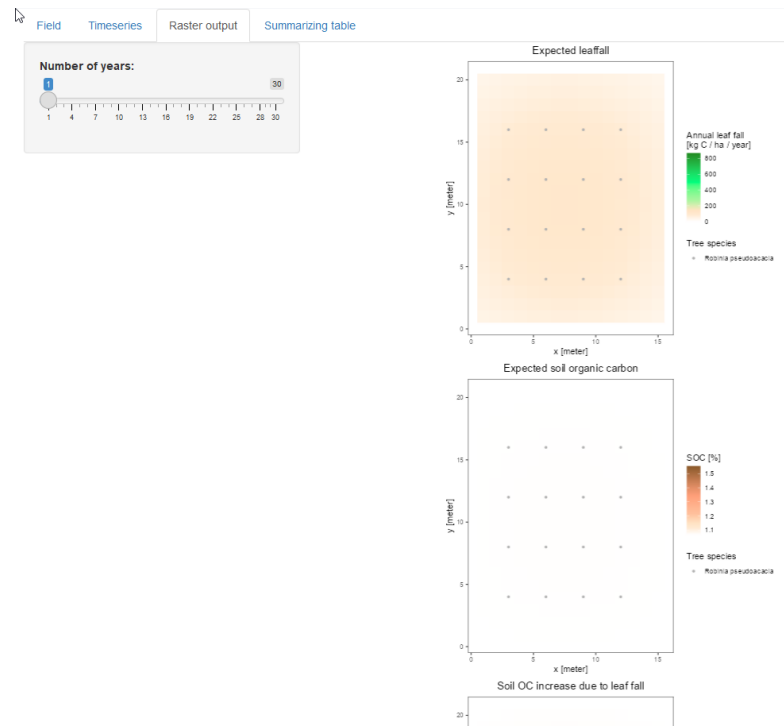 Field Timeseries Raster output Summarizing table
Number of years:
1 30
1 4 7 10 13 16 19 22 25 28 30
Expected leaffall
20
15
10
5
0
y [meter]
0 5 10 15
x [meter]
Annual leaf fall
[kg C / ha / year]
800
600
400
200
0
Tree species
Robinia pseudoacacia
Expected soil organic carbon
20
15
10
5
0
y [meter]
0 5 10 15
x [meter]
SOC [%]
1.5
1.4
1.3
1.2
1.1
Tree species
Robinia pseudoacacia
Soil OC increase due to leaf fall
20